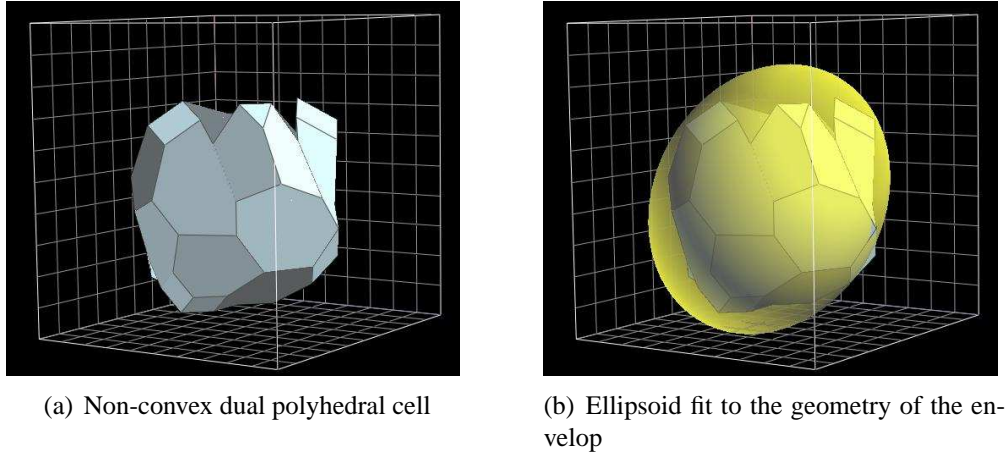 (a) Non-convex dual polyhedral cell
(b) Ellipsoid fit to the geometry of the en-
velop